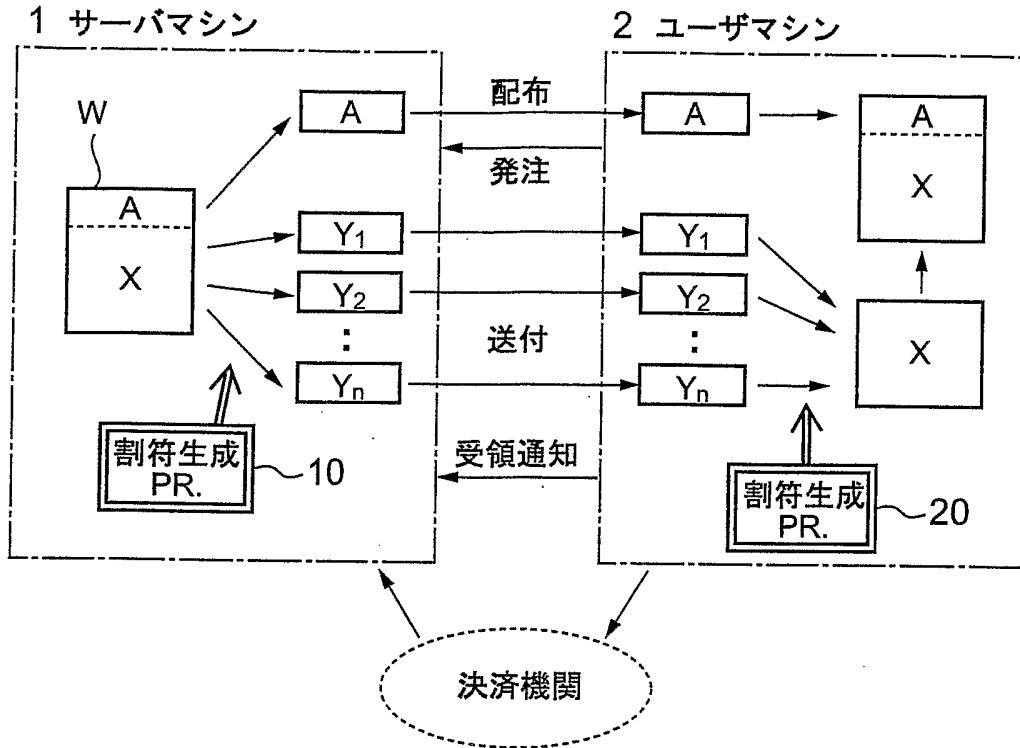 1 サーバマシン
2 ユーザマシン
W
A
X
A
Y1
Y2
:
Yn
割符生成
PR.
10
配布
発注
送付
受領通知
A
Y1
Y2
:
Yn
A
X
X
割符生成
PR.
20
決済機関